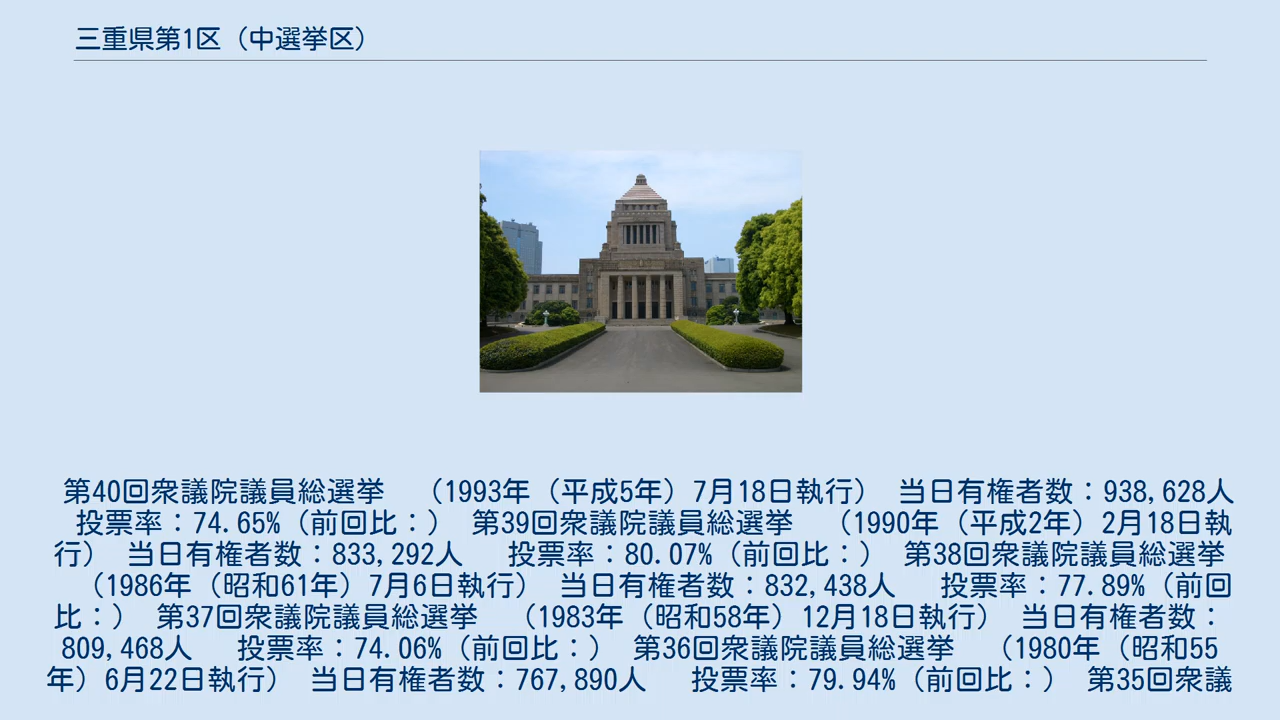 三重県第1区（中選挙区）
第40回衆議院議員総選挙　（1993年（平成5年）7月18日執行）　当日有権者数：938,628人
投票率：74.65%（前回比：）　第39回衆議院議員総選挙　（1990年（平成2年）2月18日執
行）　当日有権者数：833,292人　投票率：80.07%（前回比：）　第38回衆議院議員総選挙
（1986年（昭和61年）7月6日執行）　当日有権者数：832,438人　投票率：77.89%（前回
比：）　第37回衆議院議員総選挙　（1983年（昭和58年）12月18日執行）　当日有権者数：
809,468人　投票率：74.06%（前回比：）　第36回衆議院議員総選挙　（1980年（昭和55
年）6月22日執行）　当日有権者数：767,890人　投票率：79.94%（前回比：）　第35回衆議